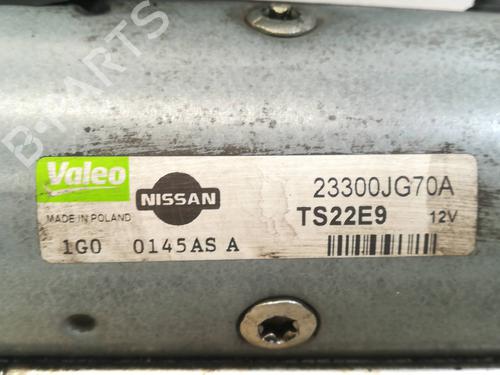 B-PARTS
Valeo
NISSAN
23300JG70A
MADE IN POLAND
TS22E9 12V
1G0 0145AS A